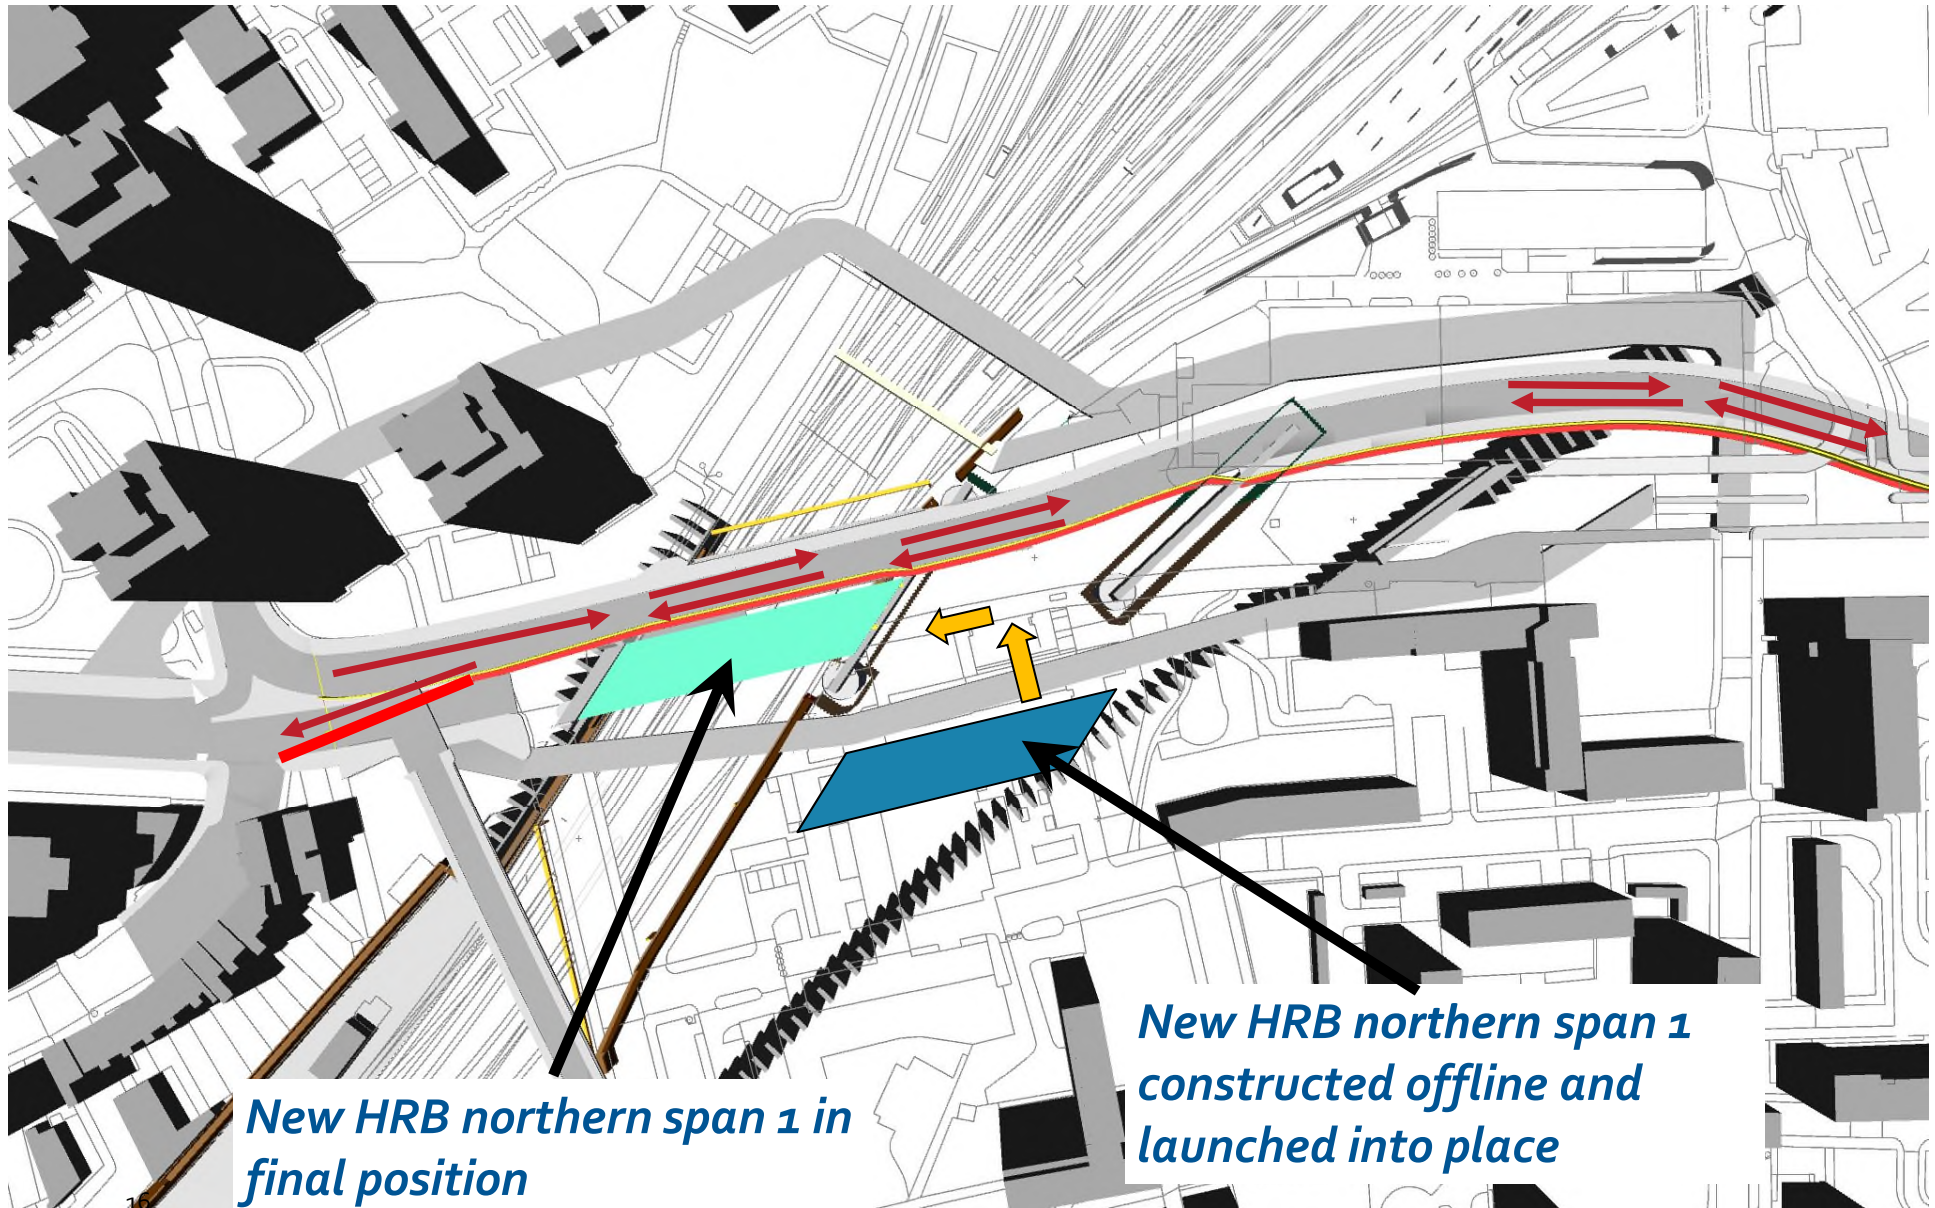 New HRB northern span 1
constructed offline and
launched into place
New HRB northern span 1 in
final position
16